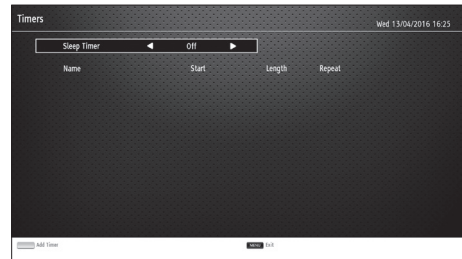 Timers
Wed 13/04/2016 16:25
Sleep Timer Off
Name Start Length Repeat
Add Timer MENU Exit